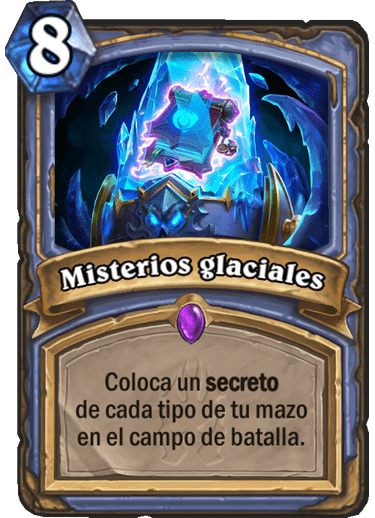 8
Misterios glaciales
Coloca un secreto
de cada tipo de tu mazo
en el campo de batalla.